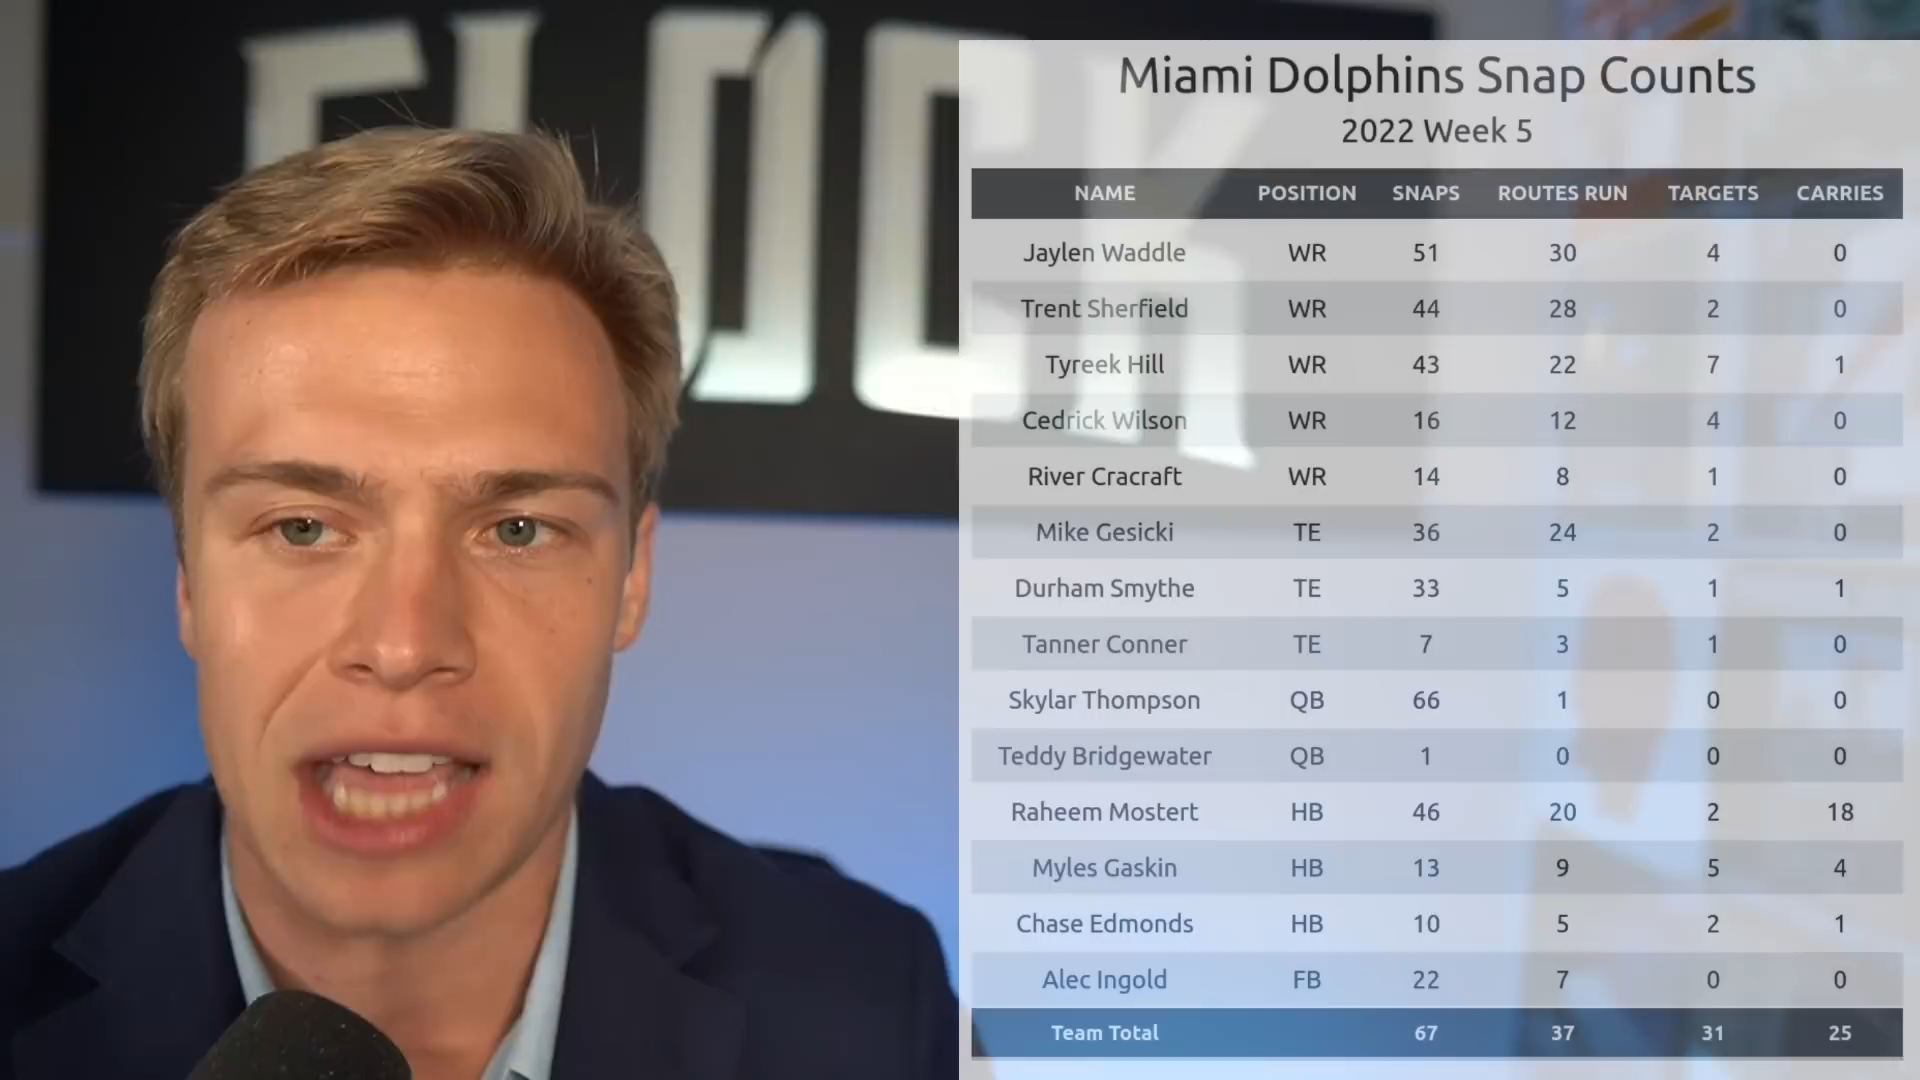 FLOCK
Miami Dolphins Snap Counts
2022 Week 5
NAME POSITION SNAPS ROUTES RUN TARGETS CARRIES
Jaylen Waddle WR 51 30 4 0
Trent Sherfield WR 44 28 2 0
Tyreek Hill WR 43 22 7 1
Cedrick Wilson WR 16 12 4 0
River Cracraft WR 14 8 1 0
Mike Gesicki TE 36 24 2 0
Durham Smythe TE 33 5 1 1
Tanner Conner TE 7 3 1 0
Skylar Thompson QB 66 1 0 0
Teddy Bridgewater QB 1 0 0 0
Raheem Mostert HB 46 20 2 18
Myles Gaskin HB 13 9 5 4
Chase Edmonds HB 10 5 2 1
Alec Ingold FB 22 7 0 0
Team Total 67 37 31 25